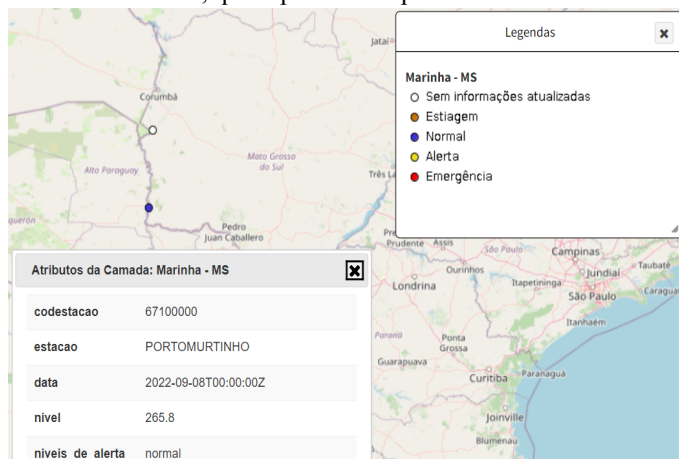 Jataí
Corumbá
Mato Grosso
do Sul
Alto Paraguay
Pedro
Juan Caballero
Prudente
Assis
São Paulo
Campinas
Ourinhos
Jundiaí
Taubaté
Londrina
Itapetininga
São Paulo
Itanhaém
Paraná
Ponta
Grossa
Guarapuava
Curitiba
Paranaguá
Joinville
Blumenau
Legendas
Marinha - MS
Sem informações atualizadas
Estiagem
Normal
Alerta
Emergência
Atributos da Camada: Marinha - MS
codestacao 67100000
estacao PORTOMURTINHO
data 2022-09-08T00:00:00Z
nivel 265.8
niveis_de_alerta normal